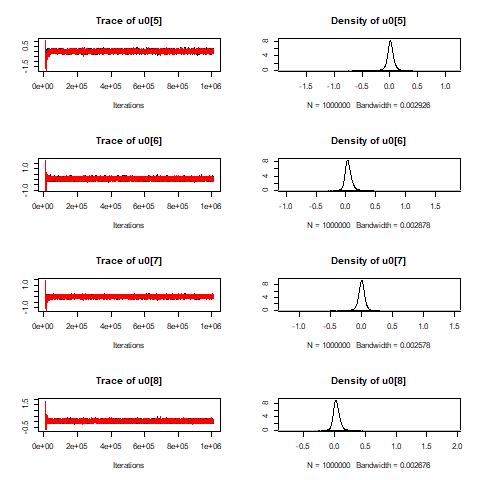 Trace of u0[5]
0.5
-1.5
0e+00 2e+05 4e+05 6e+05 8e+05 1e+06
Iterations
Density of u0[5]
8
4
0
-1.5 -1.0 -0.5 0.0 0.5 1.0
N = 1000000 Bandwidth = 0.002926
Trace of u0[6]
1.0
-1.0
0e+00 2e+05 4e+05 6e+05 8e+05 1e+06
Iterations
Density of u0[6]
8
4
0
-1.0 -0.5 0.0 0.5 1.0 1.5
N = 1000000 Bandwidth = 0.002878
Trace of u0[7]
1.0
-1.0
0e+00 2e+05 4e+05 6e+05 8e+05 1e+06
Iterations
Density of u0[7]
8
4
0
-1.0 -0.5 0.0 0.5 1.0 1.5
N = 1000000 Bandwidth = 0.002578
Trace of u0[8]
1.5
-0.5
0e+00 2e+05 4e+05 6e+05 8e+05 1e+06
Iterations
Density of u0[8]
8
4
0
-0.5 0.0 0.5 1.0 1.5 2.0
N = 1000000 Bandwidth = 0.002676